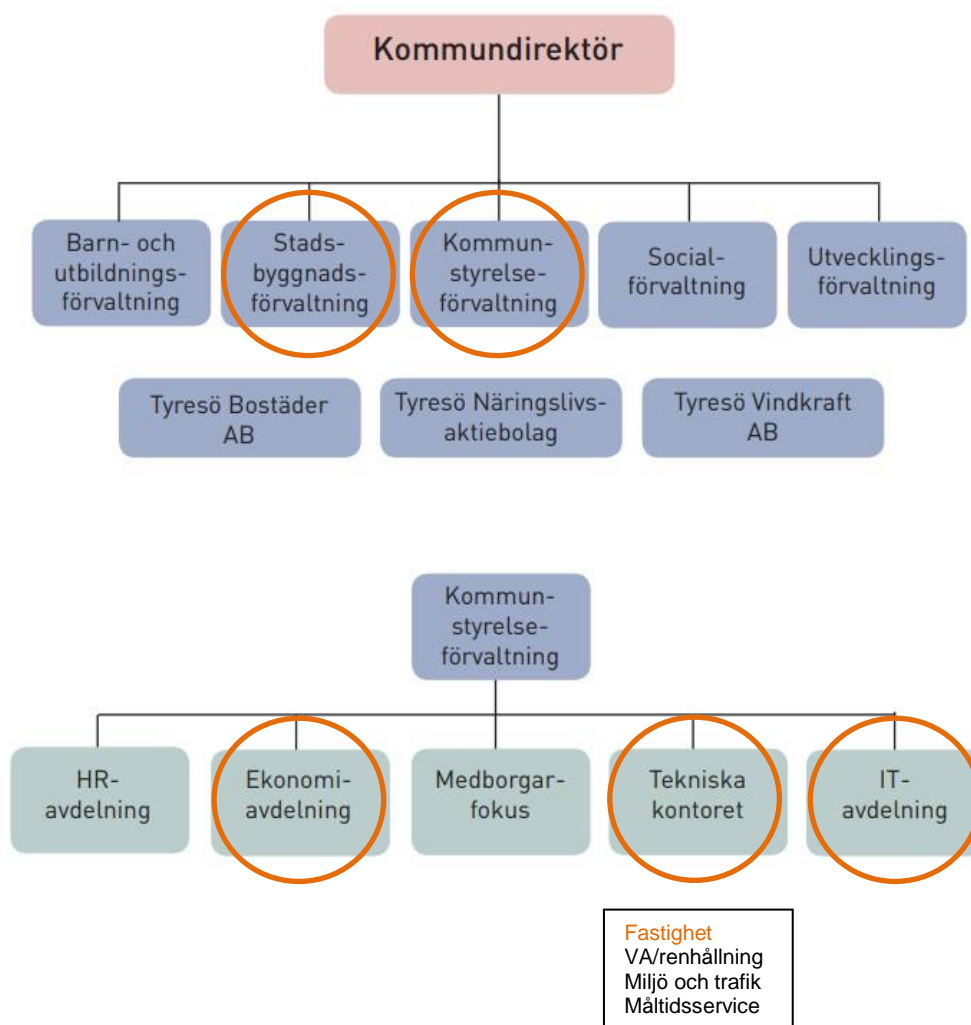 Kommundirektör
Barn- och
utbildnings-
förvaltning
Stads-
byggnads-
förvaltning
Kommun-
styrelse-
förvaltning
Social-
förvaltning
Utvecklings-
förvaltning
Tyresö Bostäder
AB
Tyresö Näringslivs-
aktiebolag
Tyresö Vindkraft
AB
Kommun-
styrelse-
förvaltning
HR-
avdelning
Ekonomi-
avdelning
Medborgar-
fokus
Tekniska
kontoret
IT-
avdelning
Fastighet
VA/renhållning
Miljö och trafik
Måltidsservice